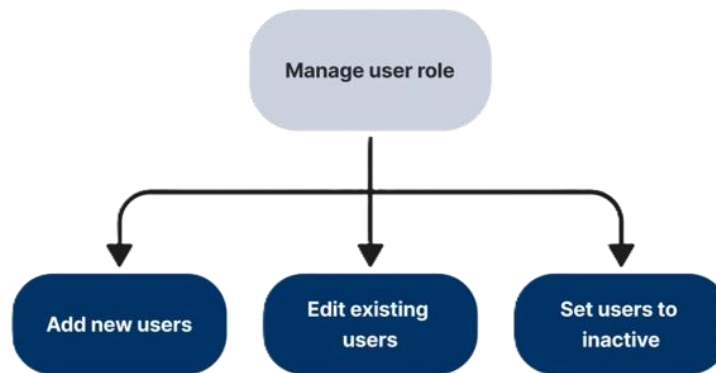 Manage user role
Add new users
Edit existing
users
Set users to
inactive